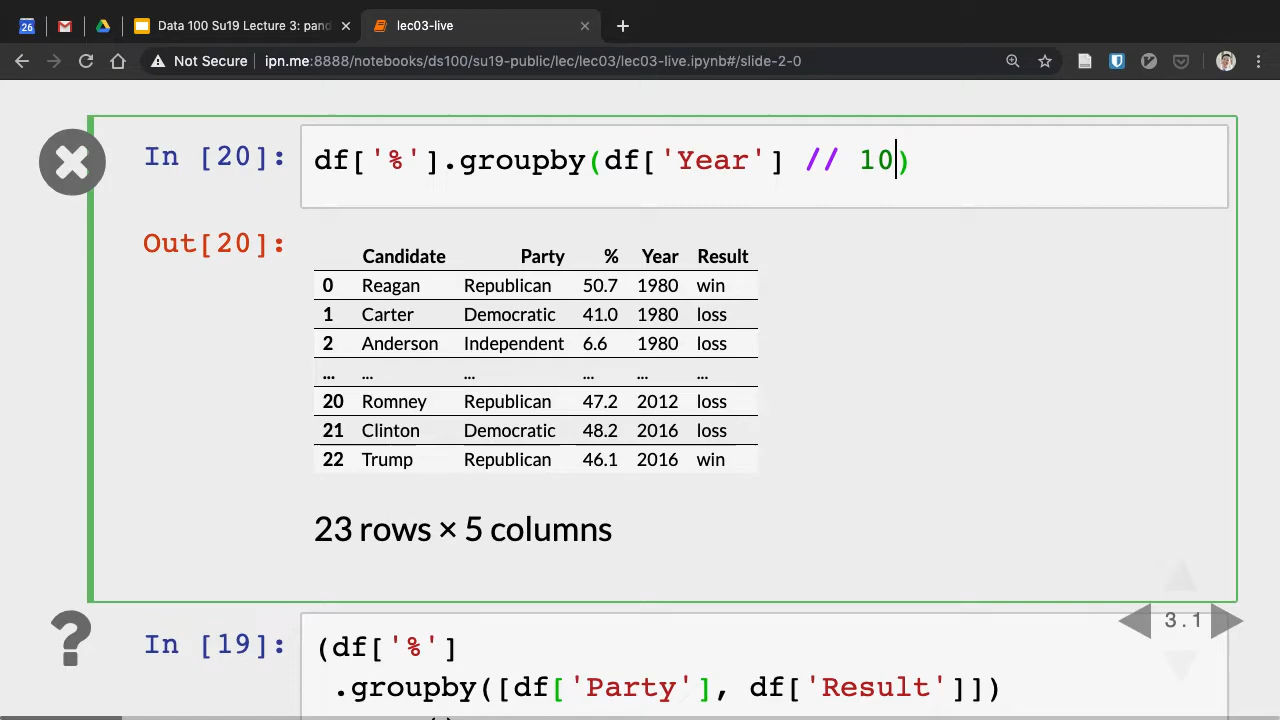 26 Data 100 Su19 Lecture 3: pand lec03-live
Not Secure ipn.me:8888/notebooks/ds100/su19-public/lec/lec03/lec03-live.ipynb#/slide-2-0
In [20]: df['%'].groupby(df['Year'] // 10)
Out[20]:
Candidate Party % Year Result
0 Reagan Republican 50.7 1980 win
1 Carter Democratic 41.0 1980 loss
2 Anderson Independent 6.6 1980 loss
... ... ... ... ... ...
20 Romney Republican 47.2 2012 loss
21 Clinton Democratic 48.2 2016 loss
22 Trump Republican 46.1 2016 win
23 rows × 5 columns
3.1
? In [19]: (df['%']
.groupby([df['Party'], df['Result']])